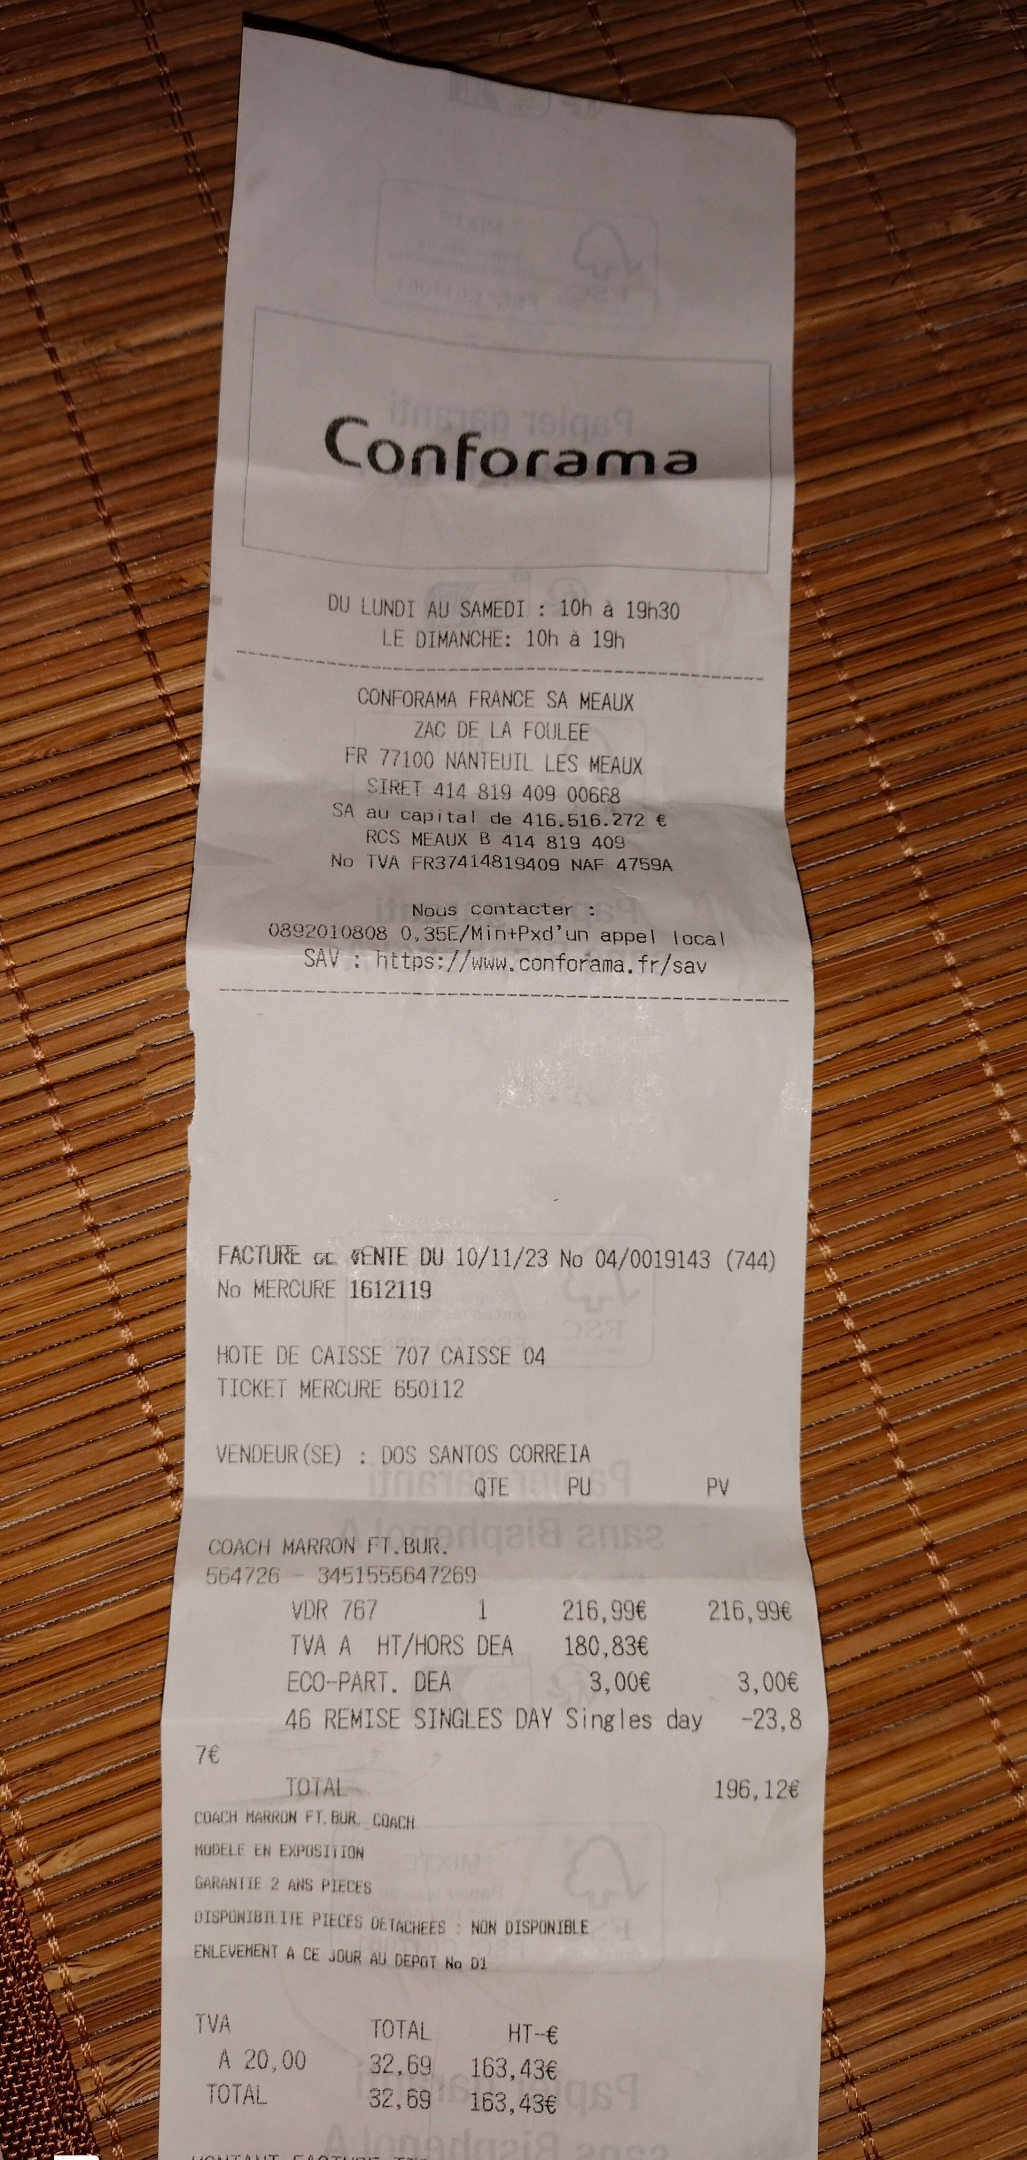 Conforama
DU LUNDI AU SAMEDI : 10h à 19h30
LE DIMANCHE: 10h à 19h
CONFORAMA FRANCE SA MEAUX
ZAC DE LA FOULEE
FR 77100 NANTEUIL LES MEAUX
SIRET 414 819 409 00668
SA au capital de 416.516.272 €
RCS MEAUX B 414 819 409
No TVA FR37414819409 NAF 4759A
Nous contacter :
0892010808 0,35E/Min+Pxd'un appel local
SAV : https://www.conforama.fr/sav
FACTURE DE VENTE DU 10/11/23 No 04/0019143 (744)
No MERCURE 1612119
HOTE DE CAISSE 707 CAISSE 04
TICKET MERCURE 650112
VENDEUR(SE) : DOS SANTOS CORREIA
QTE PU PV
COACH MARRON FT.BUR.
564726 - 3451555647269
VDR 767 1 216,99€ 216,99€
TVA A HT/HORS DEA 180,83€
ECO-PART. DEA 3,00€ 3,00€
46 REMISE SINGLES DAY Singles day -23,8
7€
TOTAL 196,12€
COACH MARRON FT.BUR. COACH
MODELE EN EXPOSITION
GARANTIE 2 ANS PIECES
DISPONIBILITE PIECES DETACHEES : NON DISPONIBLE
ENLEVEMENT A CE JOUR AU DEPOT No D1
TVA TOTAL HT-€
A 20,00 32,69 163,43€
TOTAL 32,69 163,43€